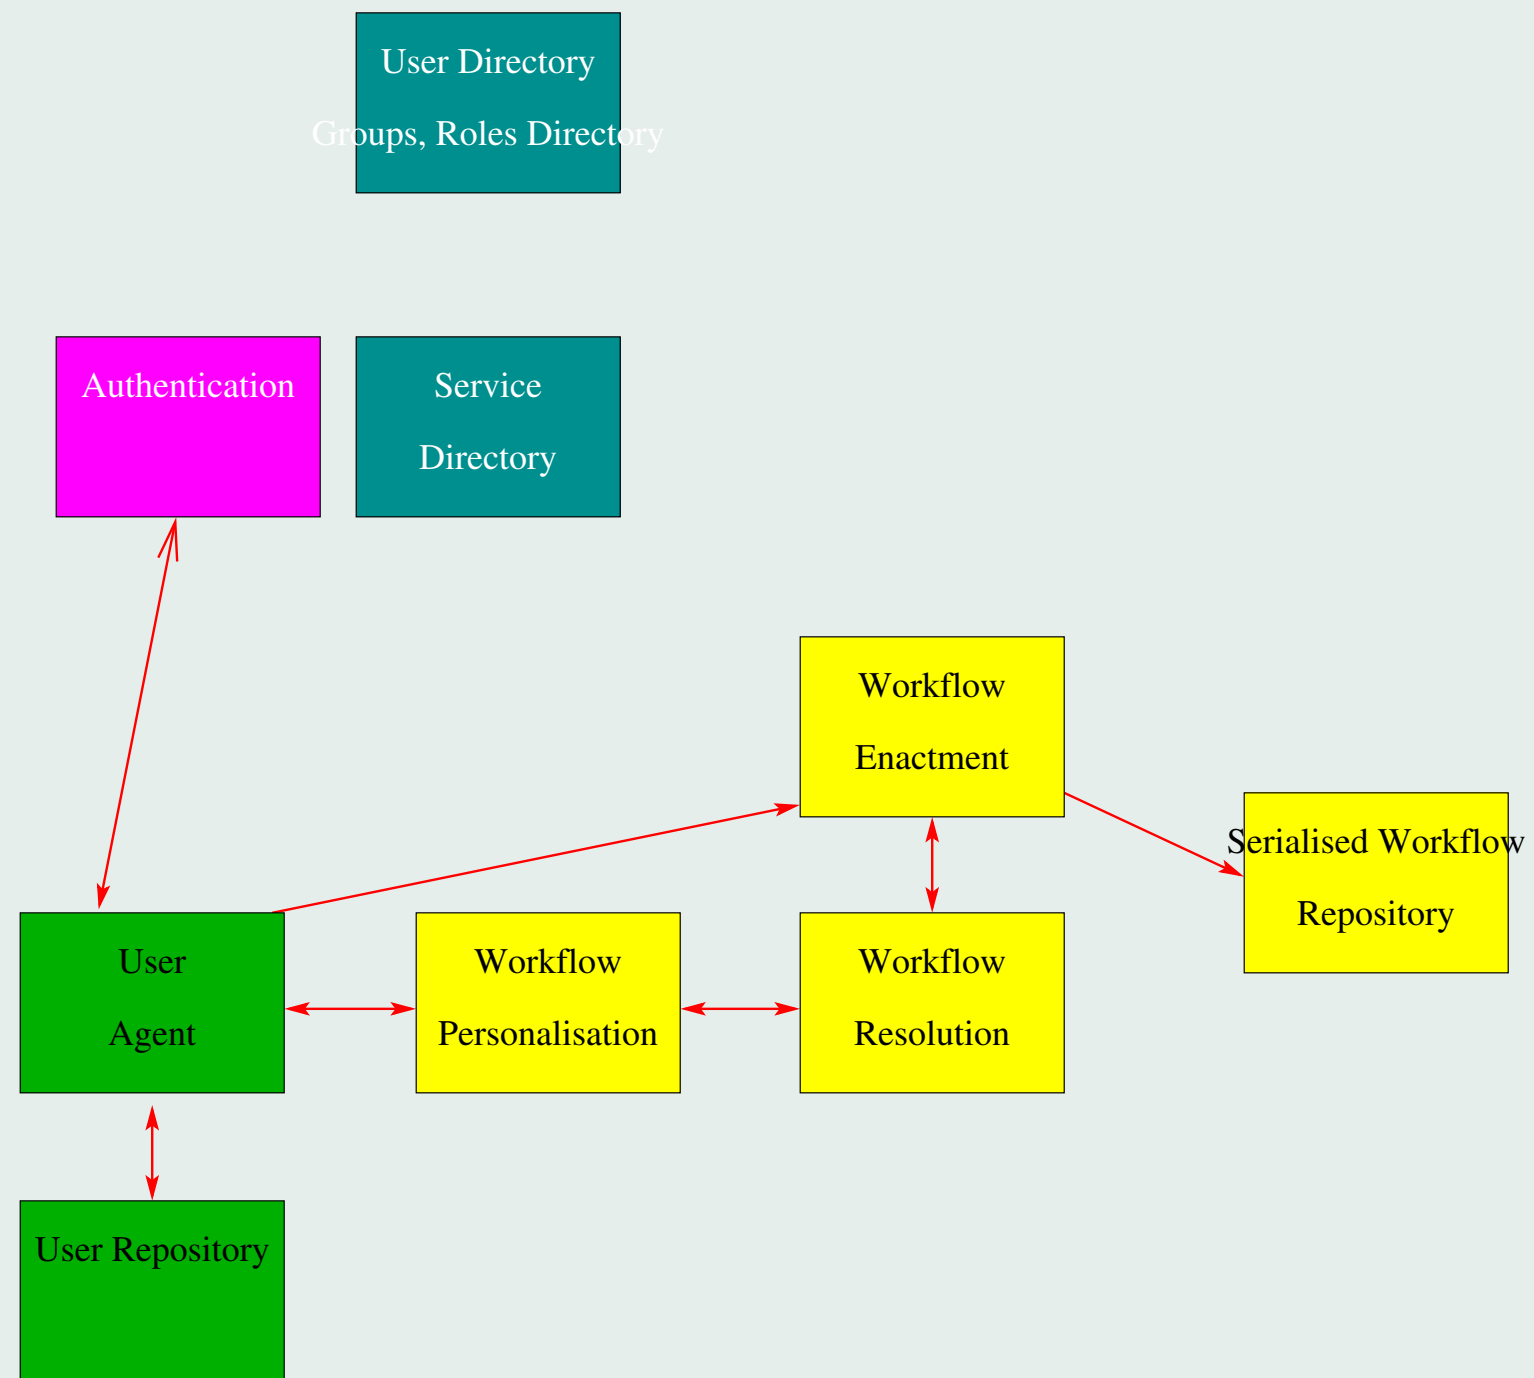 User Directory
Groups, Roles Directory
Authentication
Service
Directory
Workflow
Enactment
Serialised Workflow
Repository
User
Agent
Workflow
Personalisation
Workflow
Resolution
User Repository